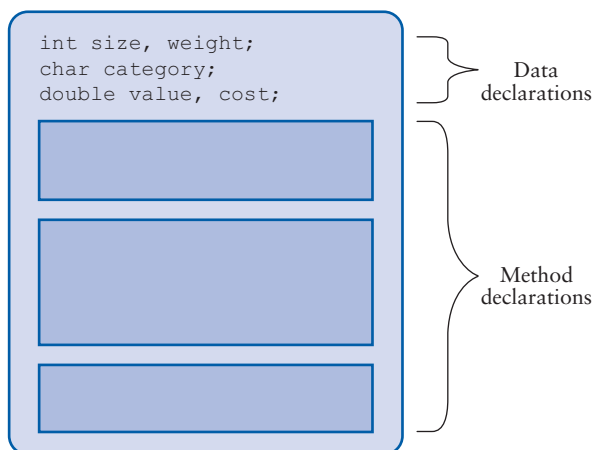 int size, weight;
char category;
double value, cost;
Data
declarations
Method
declarations